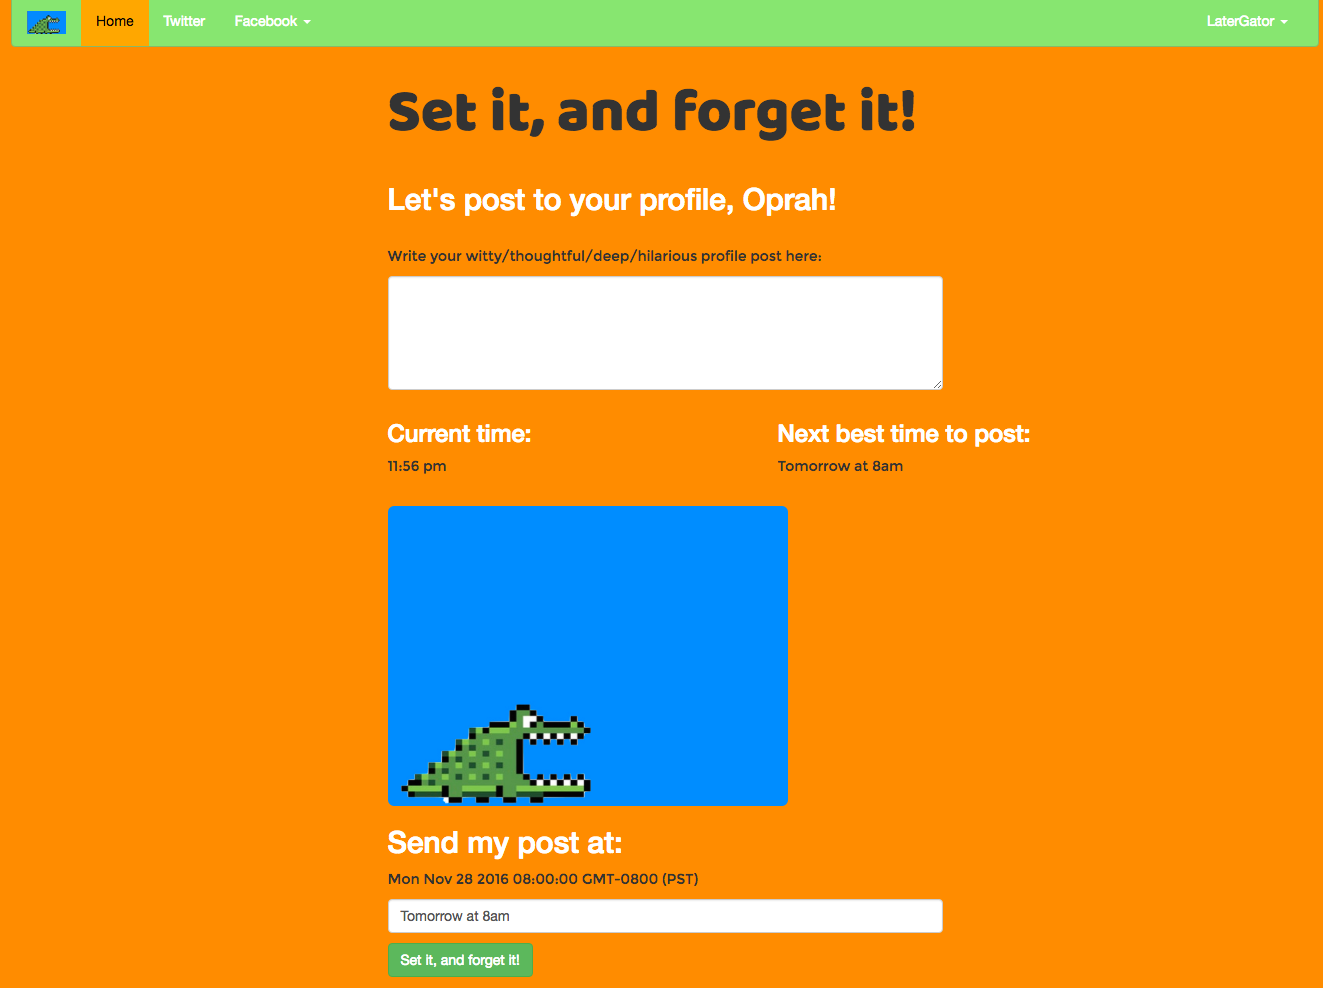 Home Twitter Facebook LaterGator
Set it, and forget it!
Let's post to your profile, Oprah!
Write your witty/thoughtful/deep/hilarious profile post here:
Current time: Next best time to post:
11:56 pm Tomorrow at 8am
Send my post at:
Mon Nov 28 2016 08:00:00 GMT-0800 (PST)
Tomorrow at 8am
Set it, and forget it!